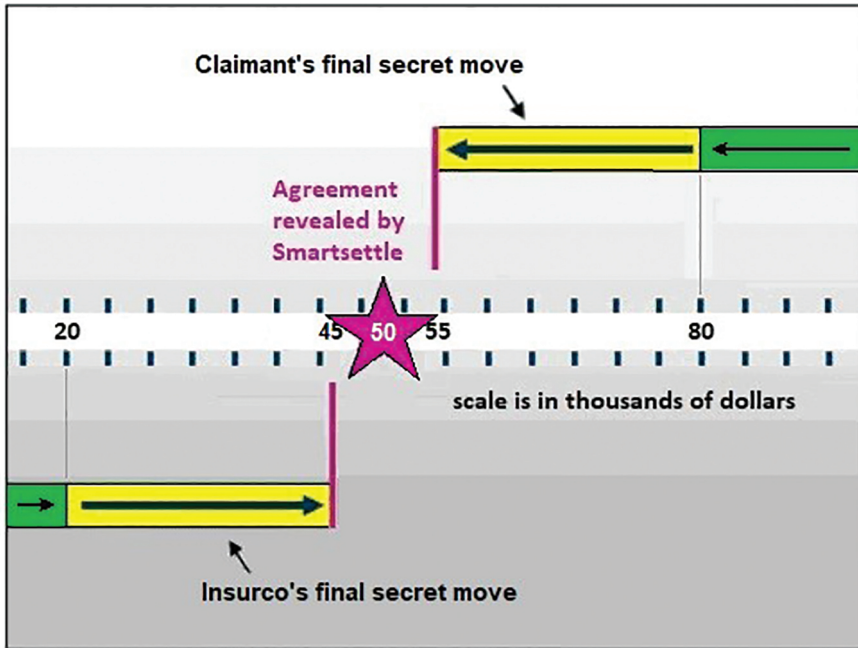 Claimant's final secret move
Agreement
revealed by
Smartsettle
20 45 50 55 80
scale is in thousands of dollars
Insurco's final secret move